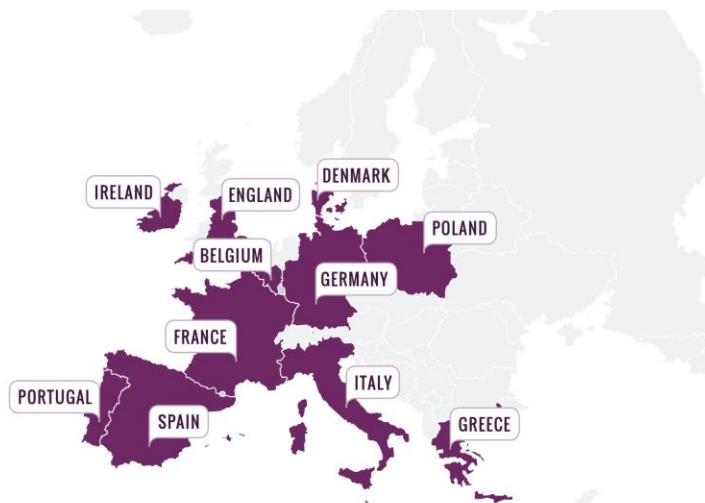 DENMARK
IRELAND
ENGLAND
POLAND
BELGIUM
GERMANY
FRANCE
ITALY
PORTUGAL
SPAIN
GREECE